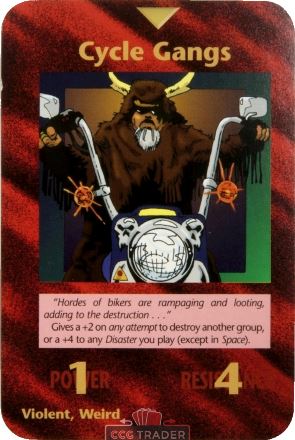 Cycle Gangs
"Hordes of bikers are rampaging and looting,
adding to the destruction . . ."
Gives a +2 on any attempt to destroy another group,
or a +4 to any Disaster you play (except in Space).
POWER RESISTANCE
1 4
Violent, Weird
CCG TRADER